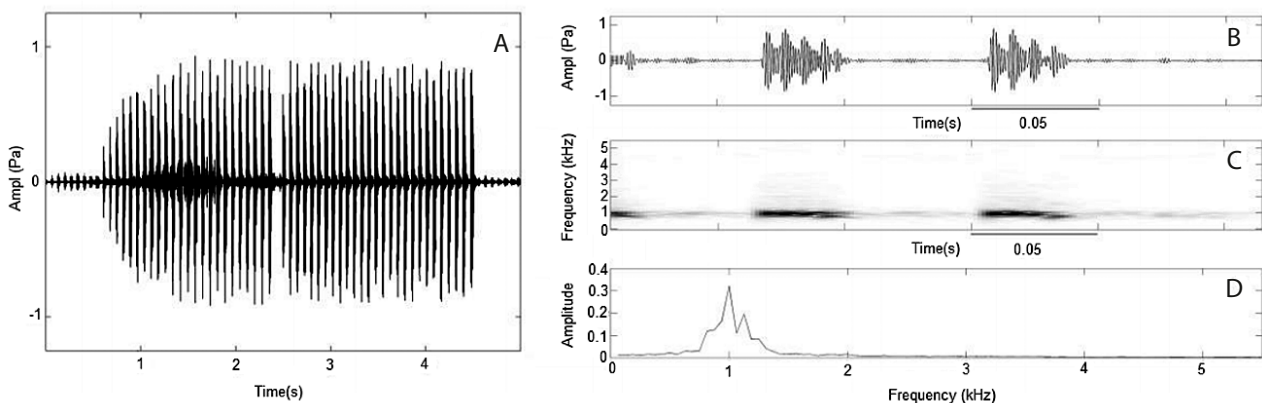 A
Ampl (Pa)
1
0
-1
1 2 3 4
Time(s)
B
Ampl (Pa)
1
0
-1
Time(s) 0.05
C
Frequency (kHz)
5
4
3
2
1
0
Time(s) 0.05
D
Amplitude
0.4
0.3
0.2
0.1
0
0 1 2 3 4 5
Frequency (kHz)